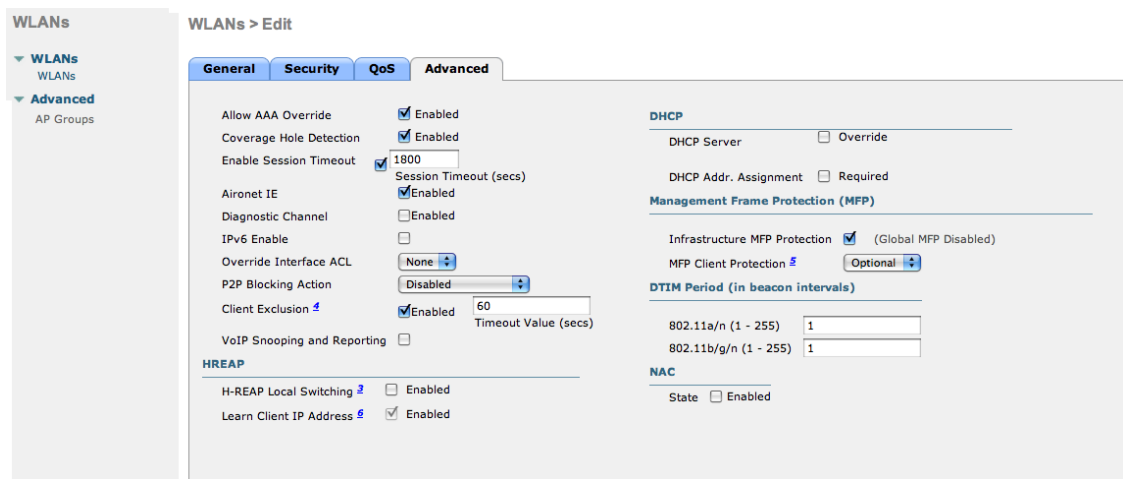 WLANs
WLANs
WLANs
Advanced
AP Groups
WLANs > Edit
General Security QoS Advanced
Allow AAA Override Enabled
Coverage Hole Detection Enabled
Enable Session Timeout 1800
Session Timeout (secs)
Aironet IE Enabled
Diagnostic Channel Enabled
IPv6 Enable
Override Interface ACL None
P2P Blocking Action Disabled
Client Exclusion 4 Enabled 60
Timeout Value (secs)
VoIP Snooping and Reporting
HREAP
H-REAP Local Switching 3 Enabled
Learn Client IP Address 6 Enabled
DHCP
DHCP Server Override
DHCP Addr. Assignment Required
Management Frame Protection (MFP)
Infrastructure MFP Protection (Global MFP Disabled)
MFP Client Protection 5 Optional
DTIM Period (in beacon intervals)
802.11a/n (1 - 255) 1
802.11b/g/n (1 - 255) 1
NAC
State Enabled